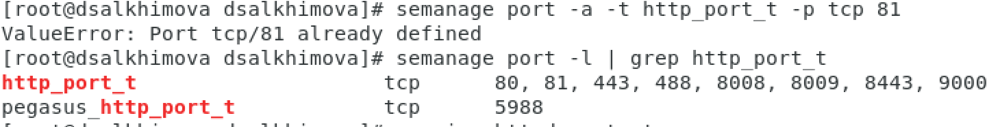 [root@dsalkhimova dsalkhimova]# semanage port -a -t http_port_t -p tcp 81
ValueError: Port tcp/81 already defined
[root@dsalkhimova dsalkhimova]# semanage port -l | grep http_port_t
http_port_t                    tcp      80, 81, 443, 488, 8008, 8009, 8443, 9000
pegasus_http_port_t            tcp      5988